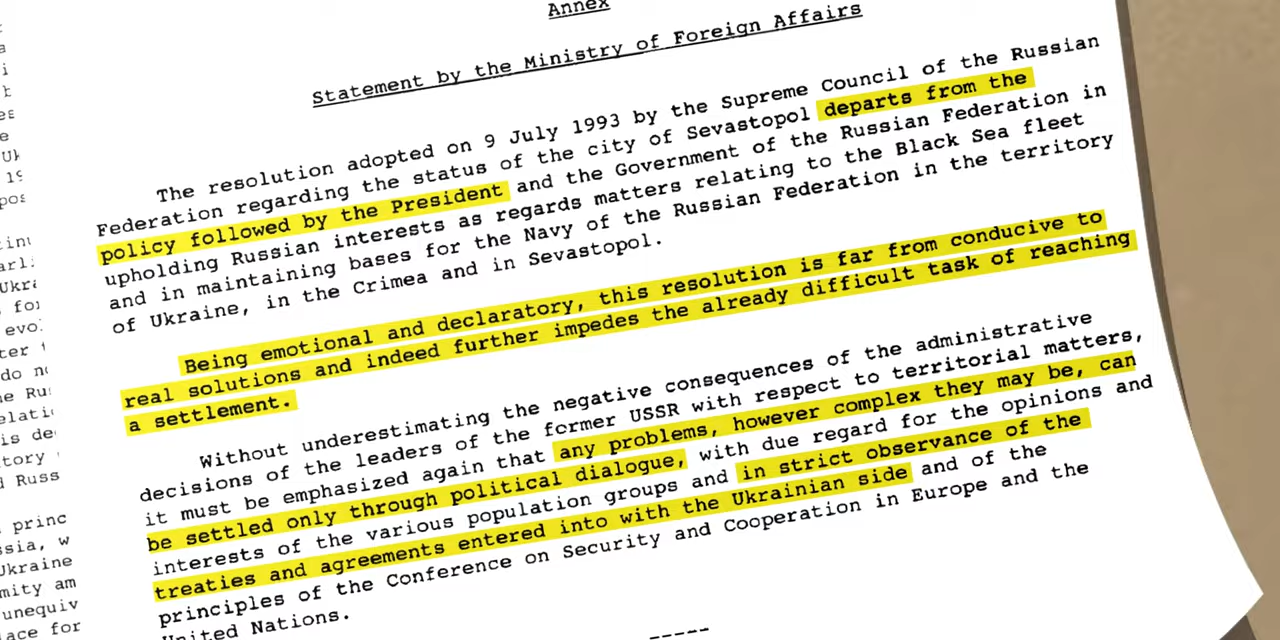 Annex
Statement by the Ministry of Foreign Affairs
The resolution adopted on 9 July 1993 by the Supreme Council of the Russian
Federation regarding the status of the city of Sevastopol departs from the
policy followed by the President and the Government of the Russian Federation in
upholding Russian interests as regards matters relating to the Black Sea fleet
and in maintaining bases for the Navy of the Russian Federation in the territory
of Ukraine, in the Crimea and in Sevastopol.
Being emotional and declaratory, this resolution is far from conducive to
real solutions and indeed further impedes the already difficult task of reaching
a settlement.
Without underestimating the negative consequences of the administrative
decisions of the leaders of the former USSR with respect to territorial matters,
it must be emphasized again that any problems, however complex they may be, can
be settled only through political dialogue, with due regard for the opinions and
interests of the various population groups and in strict observance of the
treaties and agreements entered into with the Ukrainian side and of the
principles of the Conference on Security and Cooperation in Europe and the
United Nations.
-----